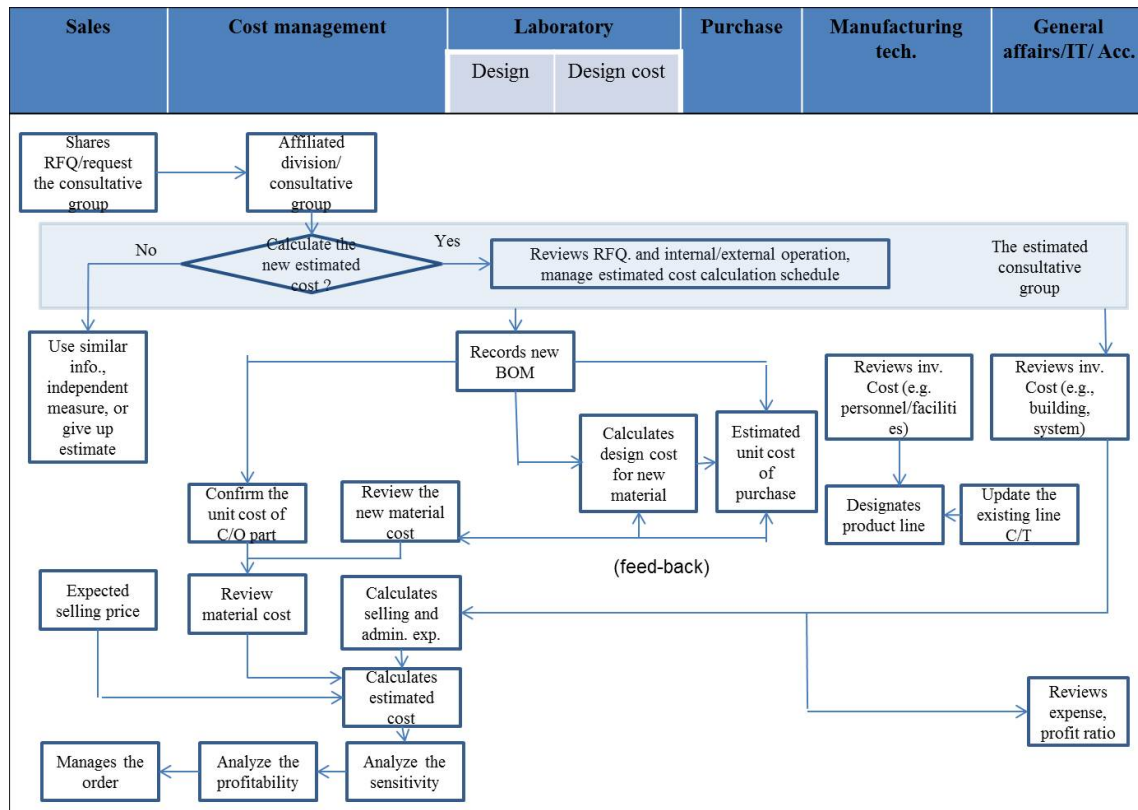 Sales
Cost management
Laboratory
Purchase
Manufacturing
tech.
General
affairs/IT/ Acc.
Design
Design cost
Shares
RFQ/request
the consultative
group
Affiliated
division/
consultative
group
No
Calculate the
new estimated
cost ?
Yes
Reviews RFQ. and internal/external operation,
manage estimated cost calculation schedule
The estimated
consultative
group
Use similar
info.,
independent
measure, or
give up
estimate
Records new
BOM
Reviews inv.
Cost (e.g.
personnel/faciliti
es)
Reviews inv.
Cost (e.g.,
building,
system)
Calculates
design cost
for new
material
Estimated
unit cost
of
purchase
Confirm the
unit cost of
C/O part
Review the
new material
cost
Designates
product line
Update the
existing line
C/T
(feed-back)
Expected
selling price
Review
material cost
Calculates
selling and
admin. exp.
Calculates
estimated
cost
Reviews
expense,
profit ratio
Manages the
order
Analyze the
profitability
Analyze the
sensitivity